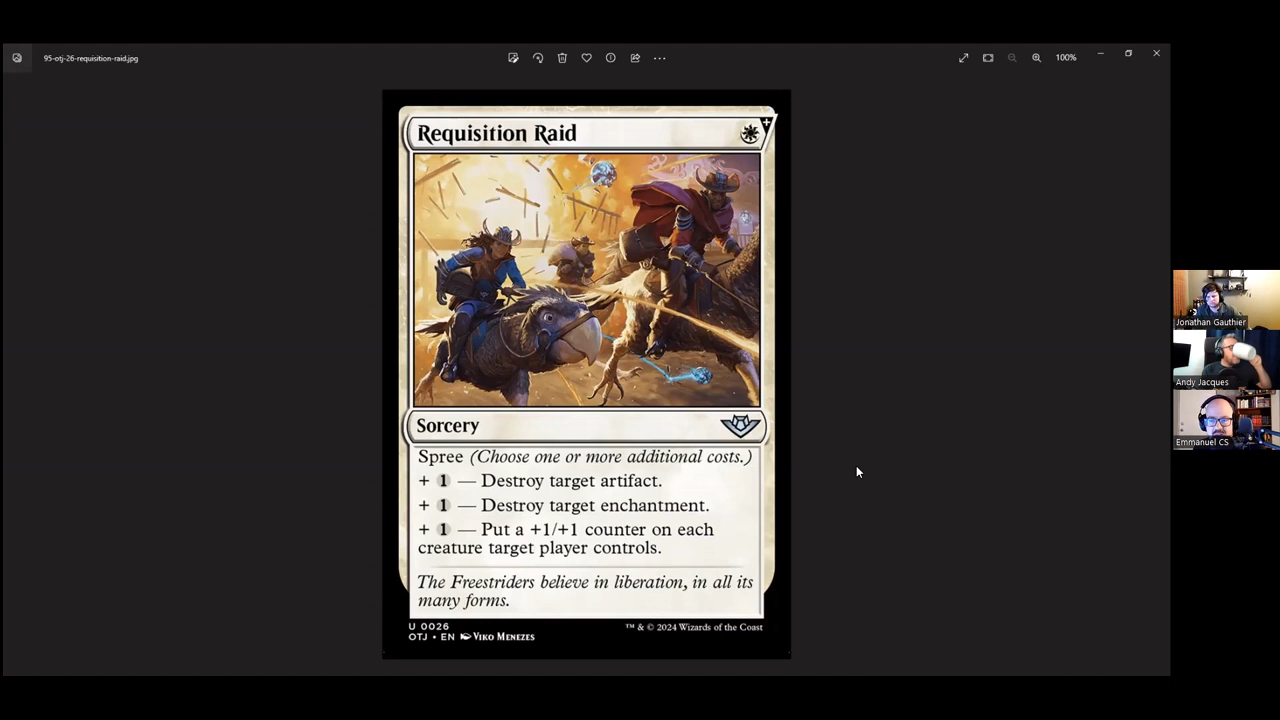 95-otj-26-requisition-raid.jpg
100%
Requisition Raid
Sorcery
Spree (Choose one or more additional costs.)
+ 1 — Destroy target artifact.
+ 1 — Destroy target enchantment.
+ 1 — Put a +1/+1 counter on each
creature target player controls.
The Freestriders believe in liberation, in all its
many forms.
U 0026
OTJ • EN Viko Menezes
™ & © 2024 Wizards of the Coast
Jonathan Gauthier
Andy Jacques
Emmanuel CS